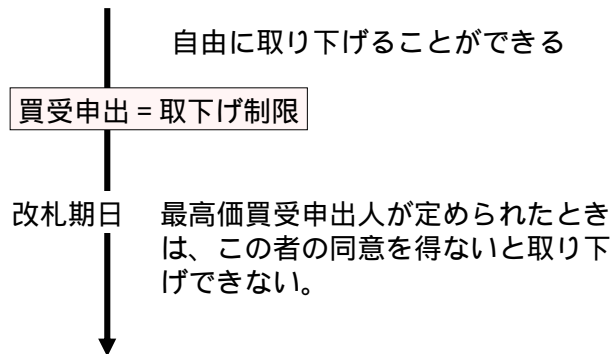 自由に取り下げることができる
買受申出 = 取下げ制限
改札期日
最高価買受申出人が定められたとき
は、この者の同意を得ないと取り下
げできない。